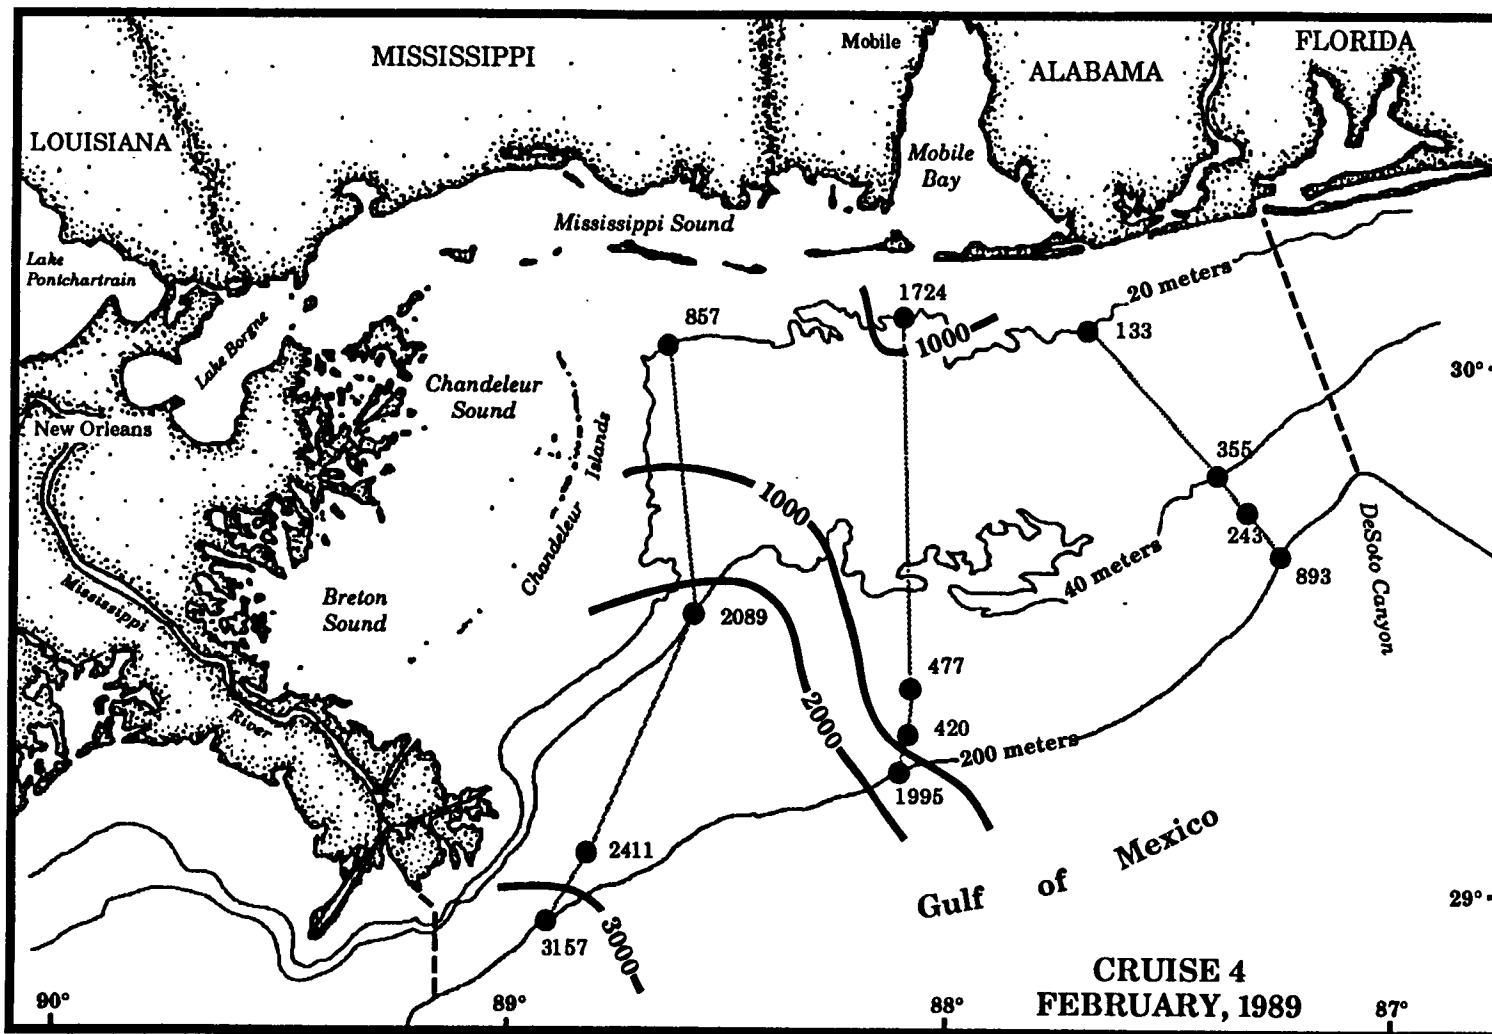 MISSISSIPPI
Mobile
ALABAMA
FLORIDA
LOUISIANA
Mobile
Bay
Mississippi Sound
Lake
Pontchartrain
Lake Borgne
20 meters
857
1724
1000
133
30°
Chandeleur
Sound
New Orleans
Chandeleur Islands
355
1000
243
893
DeSoto Canyon
40 meters
Mississippi
River
Breton
Sound
2089
477
2000
420
200 meters
1995
2411
Gulf of Mexico
3157
3000
29°
CRUISE 4
FEBRUARY, 1989
90°
89°
88°
87°